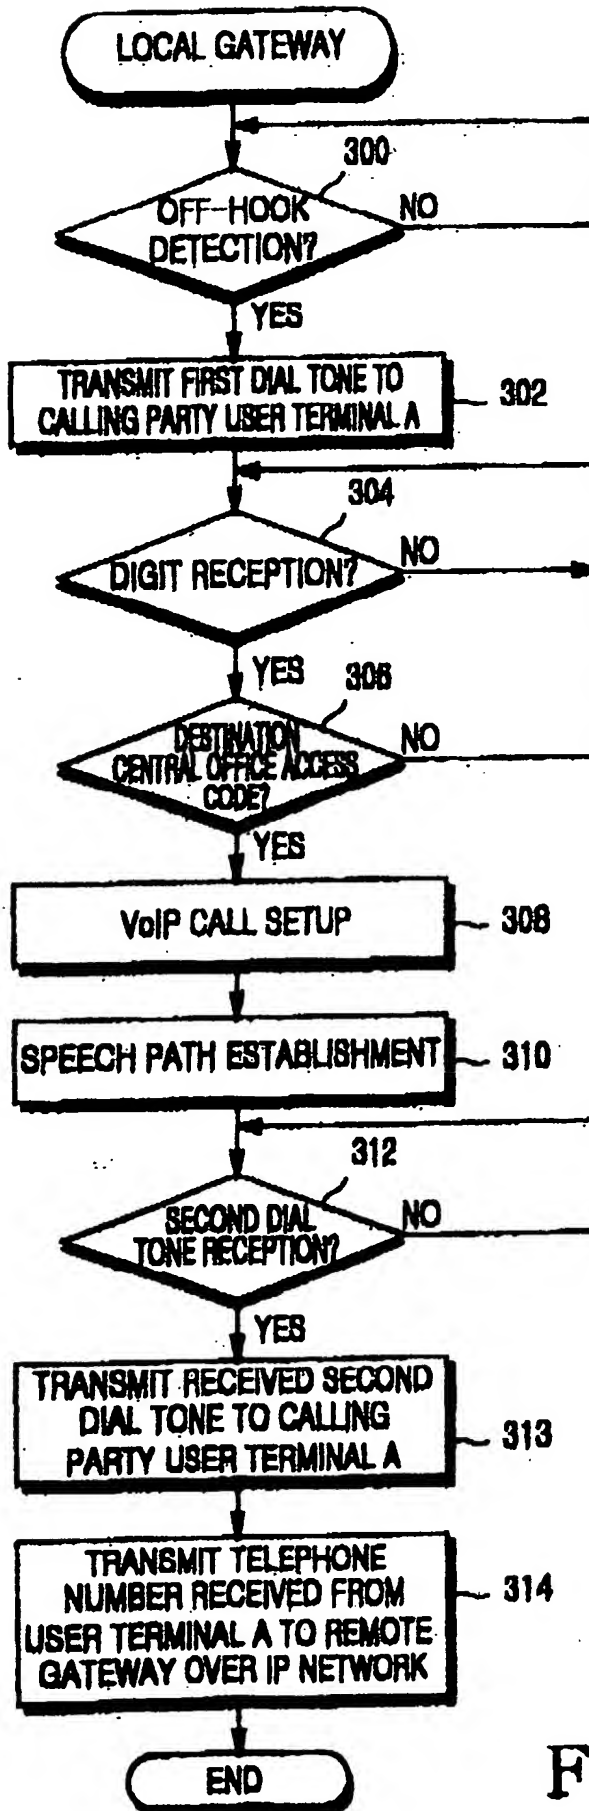 LOCAL GATEWAY
300
OFF-HOOK
DETECTION?
NO
YES
TRANSMIT FIRST DIAL TONE TO
CALLING PARTY USER TERMINAL A
302
304
DIGIT RECEPTION?
NO
YES
306
DESTINATION
CENTRAL OFFICE ACCESS
CODE?
NO
YES
VoIP CALL SETUP
308
SPEECH PATH ESTABLISHMENT
310
312
SECOND DIAL
TONE RECEPTION?
NO
YES
TRANSMIT RECEIVED SECOND
DIAL TONE TO CALLING
PARTY USER TERMINAL A
313
TRANSMIT TELEPHONE
NUMBER RECEIVED FROM
USER TERMINAL A TO REMOTE
GATEWAY OVER IP NETWORK
314
END
F